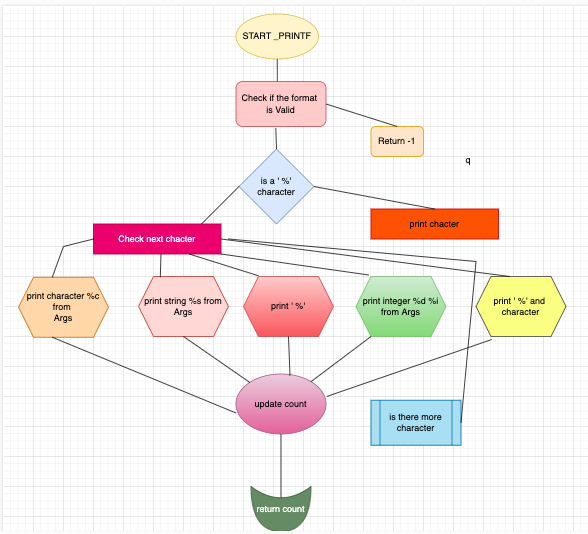 START _PRINTF
Check if the format
is Valid
Return -1
q
is a ' %'
character
print chacter
Check next chacter
print character %c
from
Args
print string %s from
Args
print ' %'
print integer %d %i
from Args
print ' %' and
character
update count
is there more
character
return count